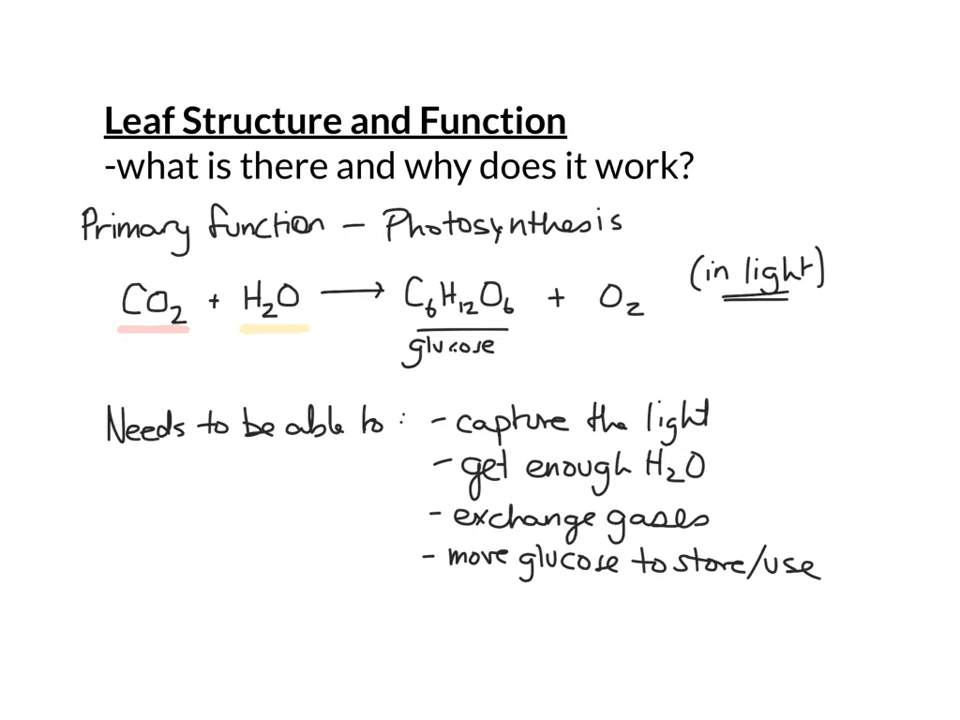 Leaf Structure and Function
-what is there and why does it work?
Primary function – Photosynthesis
CO₂ + H₂O → C₆H₁₂O₆ + O₂ (in light)
glucose
Needs to be able to : - capture the light
- get enough H₂O
- exchange gases
- move glucose to store/use